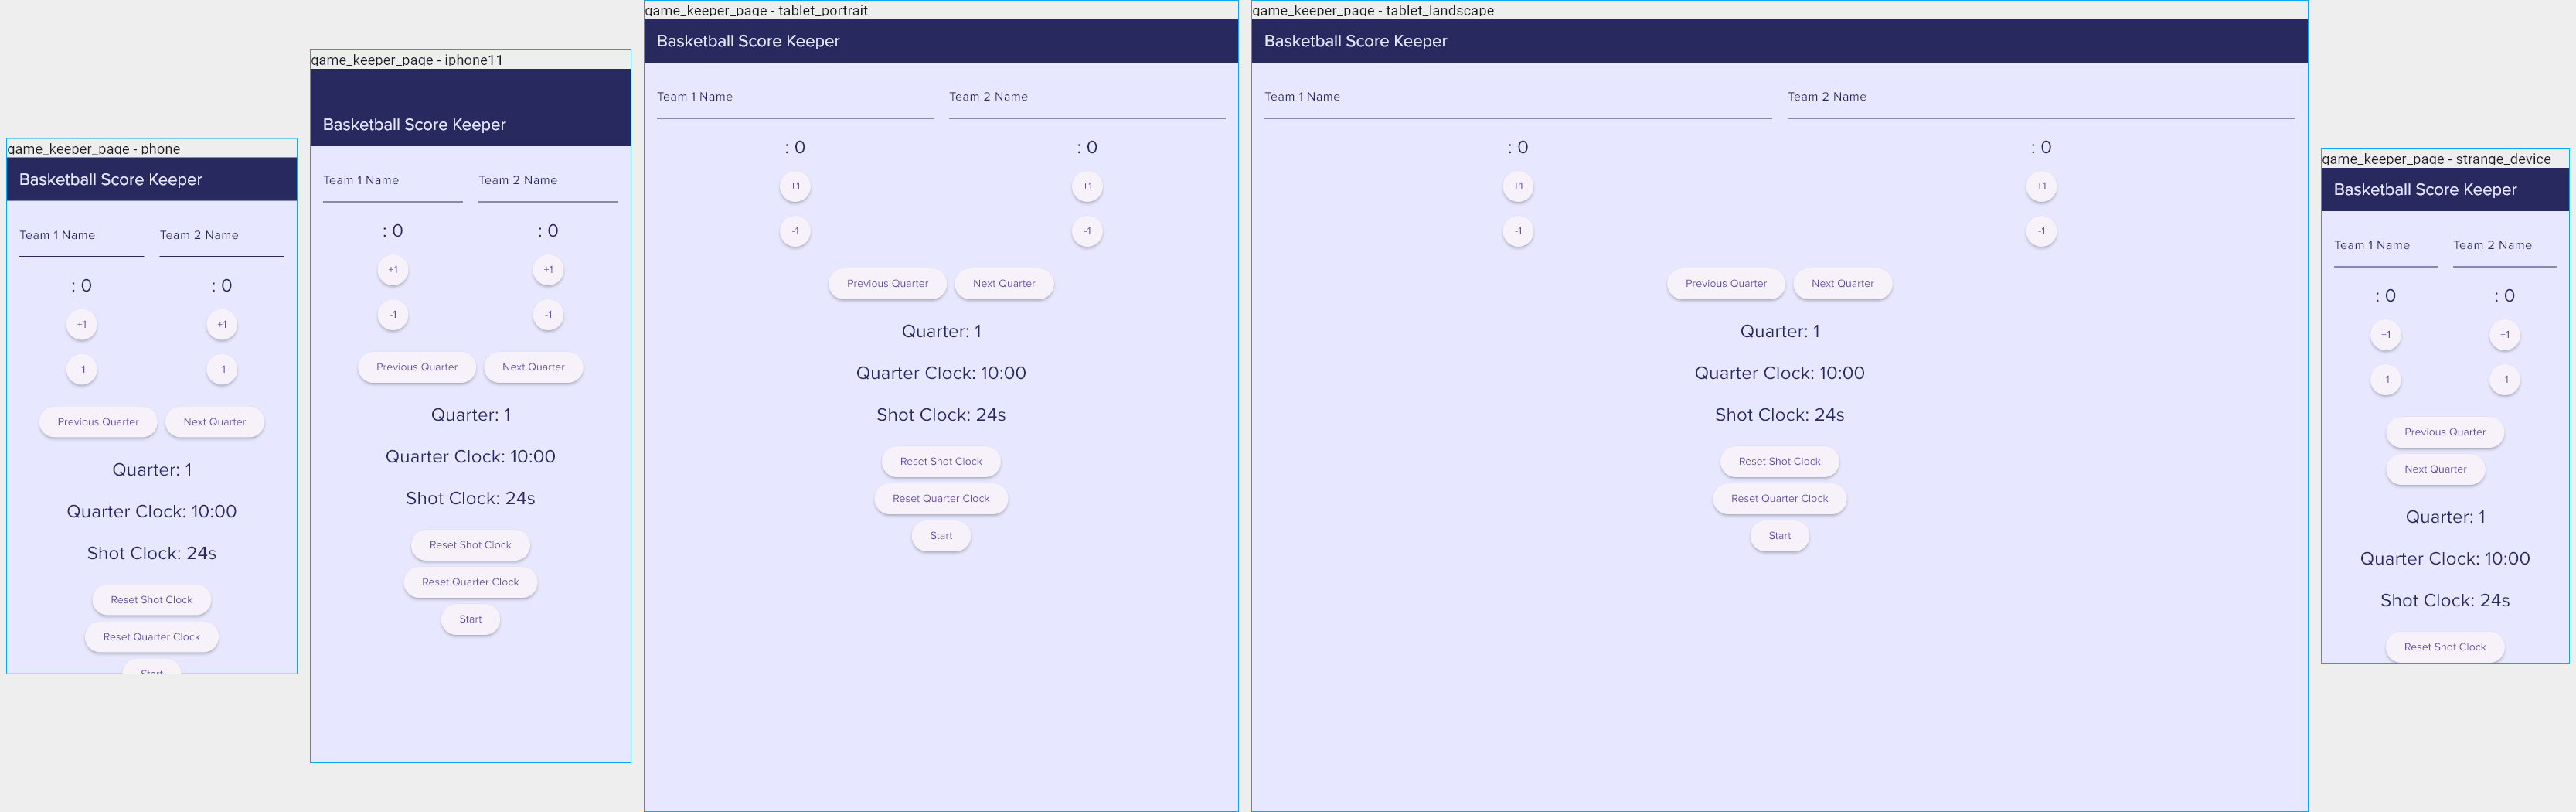 game_keeper_page - phone
Basketball Score Keeper
Team 1 Name Team 2 Name
: 0 : 0
+1 +1
-1 -1
Previous Quarter Next Quarter
Quarter: 1
Quarter Clock: 10:00
Shot Clock: 24s
Reset Shot Clock
Reset Quarter Clock
Start
game_keeper_page - iphone11
Basketball Score Keeper
Team 1 Name Team 2 Name
: 0 : 0
+1 +1
-1 -1
Previous Quarter Next Quarter
Quarter: 1
Quarter Clock: 10:00
Shot Clock: 24s
Reset Shot Clock
Reset Quarter Clock
Start
game_keeper_page - tablet_portrait
Basketball Score Keeper
Team 1 Name Team 2 Name
: 0 : 0
+1 +1
-1 -1
Previous Quarter Next Quarter
Quarter: 1
Quarter Clock: 10:00
Shot Clock: 24s
Reset Shot Clock
Reset Quarter Clock
Start
game_keeper_page - tablet_landscape
Basketball Score Keeper
Team 1 Name Team 2 Name
: 0 : 0
+1 +1
-1 -1
Previous Quarter Next Quarter
Quarter: 1
Quarter Clock: 10:00
Shot Clock: 24s
Reset Shot Clock
Reset Quarter Clock
Start
game_keeper_page - strange_device
Basketball Score Keeper
Team 1 Name Team 2 Name
: 0 : 0
+1 +1
-1 -1
Previous Quarter
Next Quarter
Quarter: 1
Quarter Clock: 10:00
Shot Clock: 24s
Reset Shot Clock